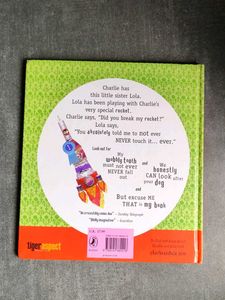 Charlie has
this little sister Lola.
Lola has been playing with Charlie's
very special rocket.
Charlie says, "Did you break my rocket?"
Lola says,
"You absolutely told me to not ever
NEVER touch it... ever."
Look out for
My
wobbly tooth
must not ever
NEVER fall
out
and
We
honestly
CAN look after
your dog
and
But excuse ME
THAT is my book
tiger aspect